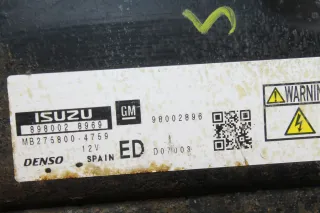 ISUZU
GM
98002896
898002 8969
MB275800-4759
12V
DENSO
SPAIN
ED
WARNIN